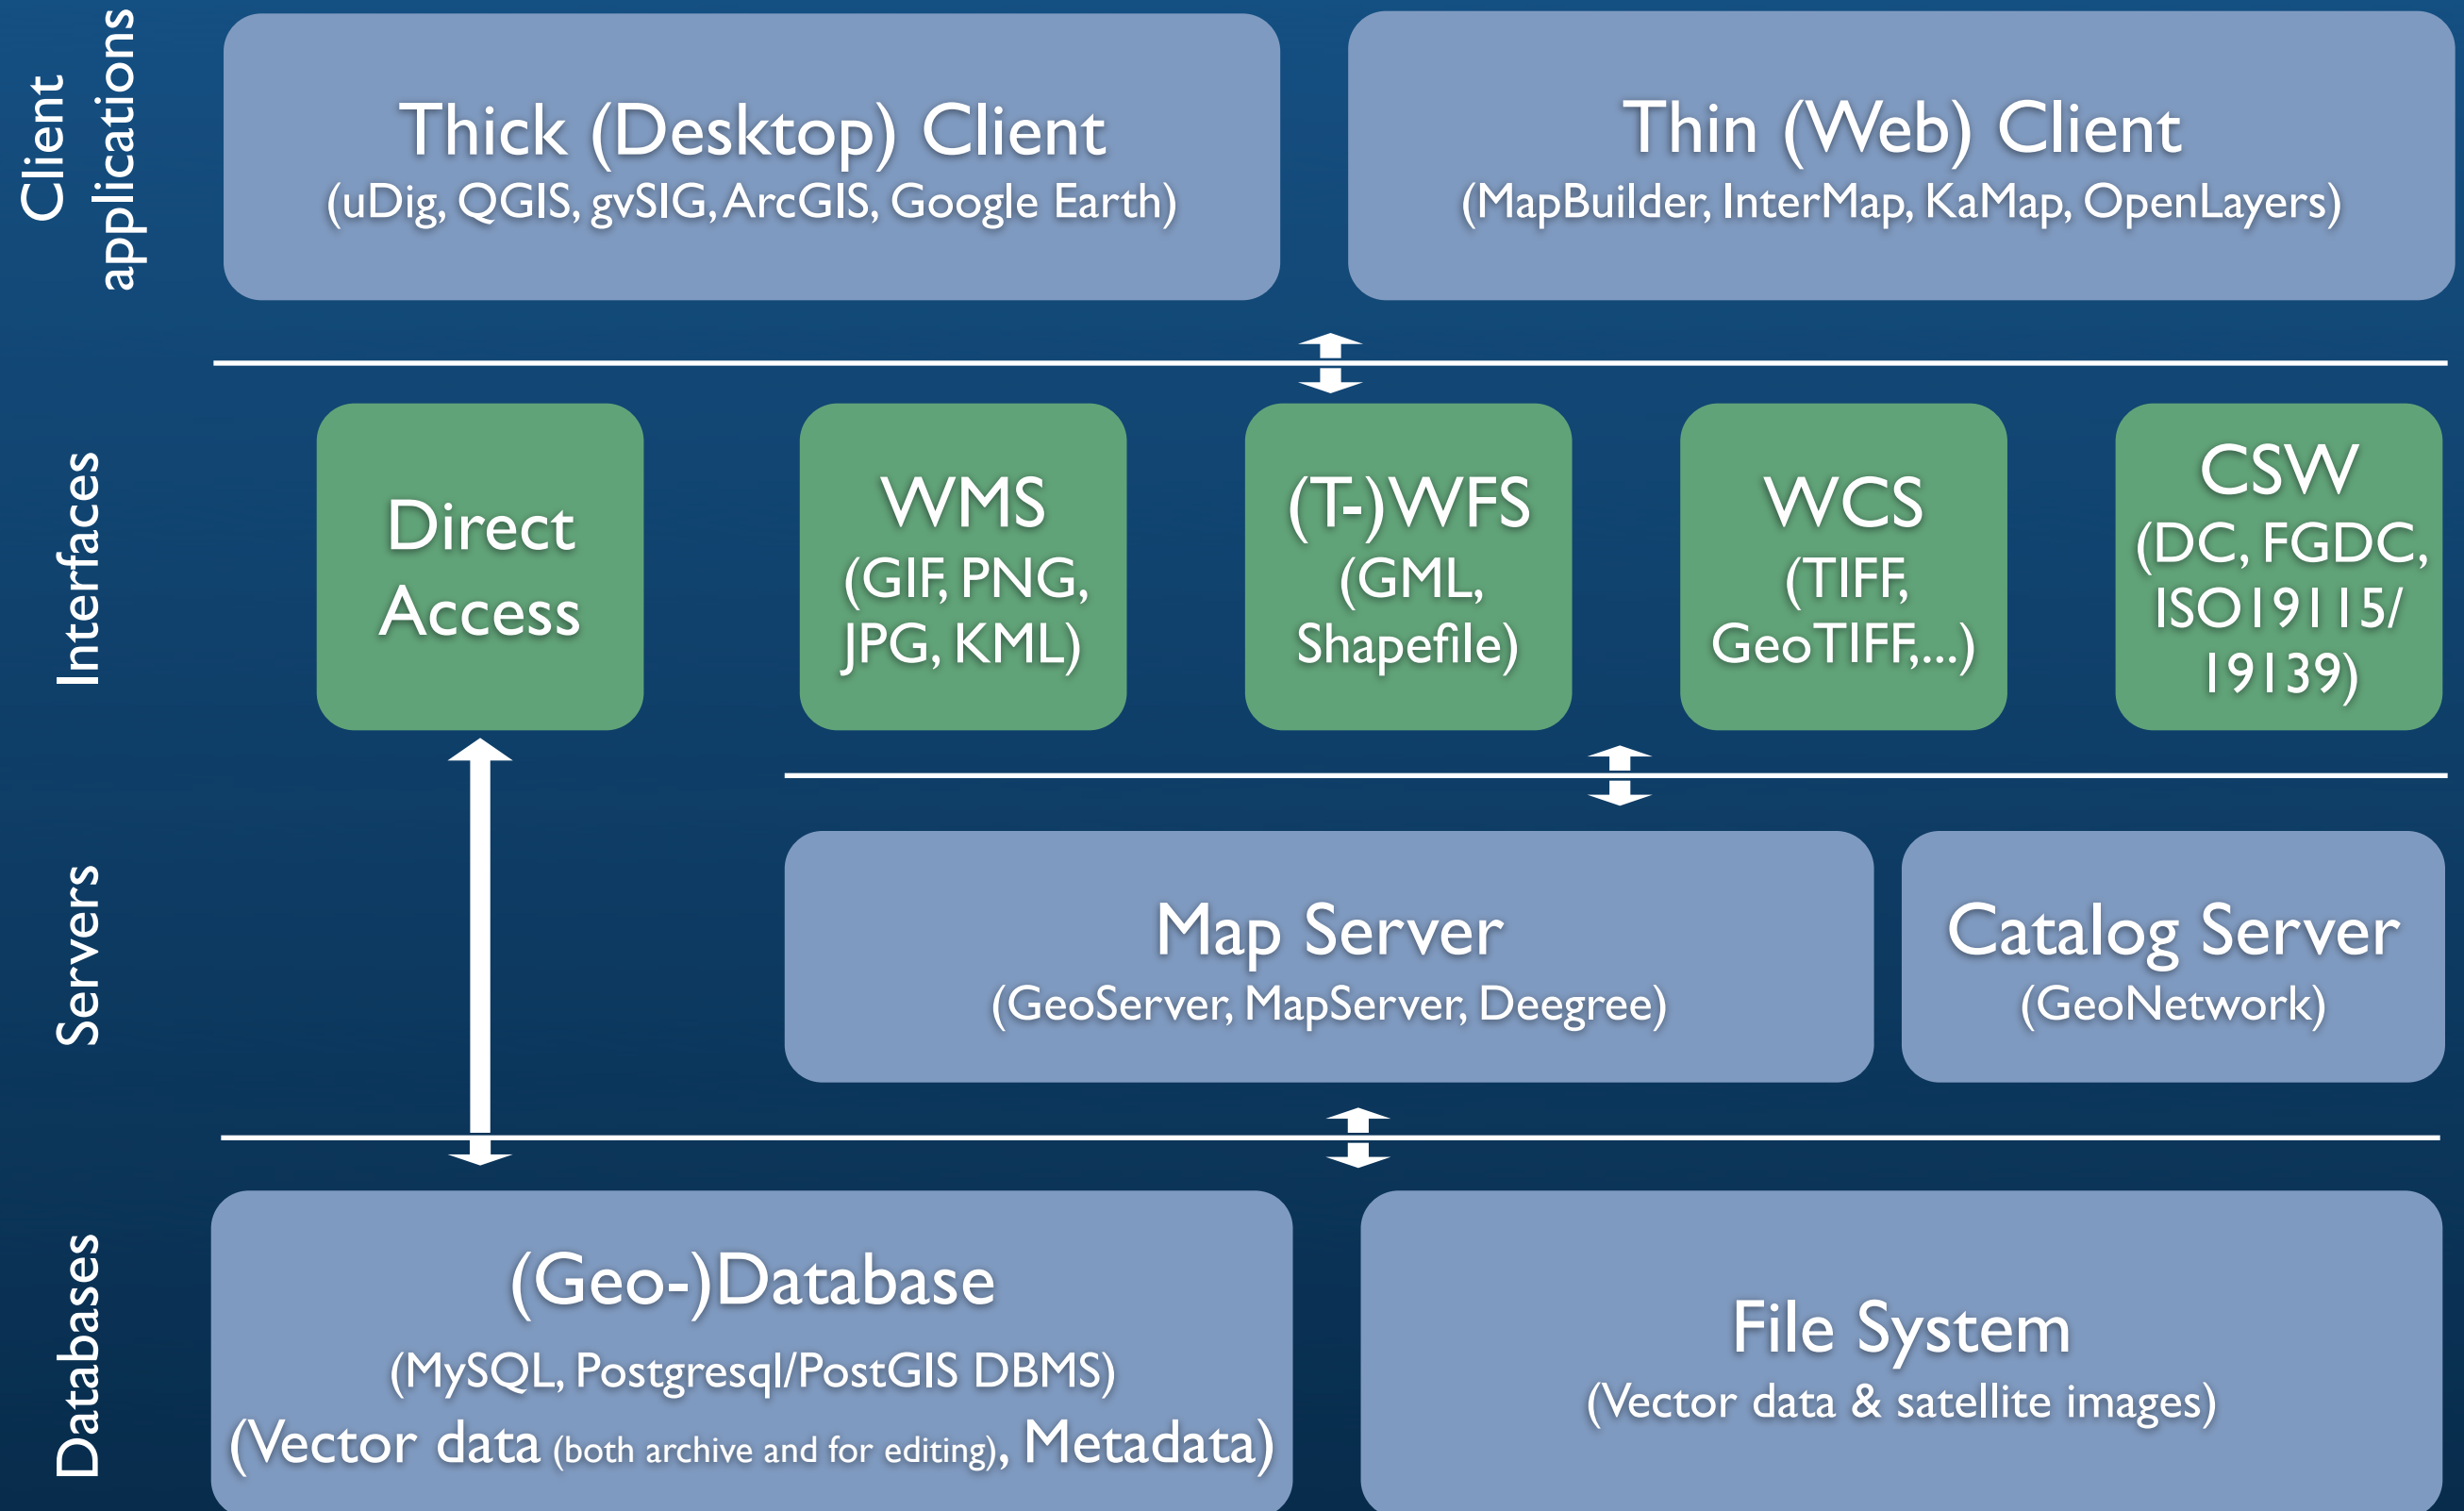 Client
applications
Thick (Desktop) Client
(uDig, QGIS, gvSIG, ArcGIS, Google Earth)
Thin (Web) Client
(MapBuilder, InterMap, KaMap, OpenLayers)
Interfaces
Direct
Access
WMS
(GIF, PNG,
JPG, KML)
(T-)WFS
(GML,
Shapefile)
WCS
(TIFF,
GeoTIFF,...)
CSW
(DC, FGDC,
ISO19115/
19139)
Servers
Map Server
(GeoServer, MapServer, Deegree)
Catalog Server
(GeoNetwork)
Databases
(Geo-)Database
(MySQL, Postgresql/PostGIS DBMS)
(Vector data (both archive and for editing), Metadata)
File System
(Vector data & satellite images)